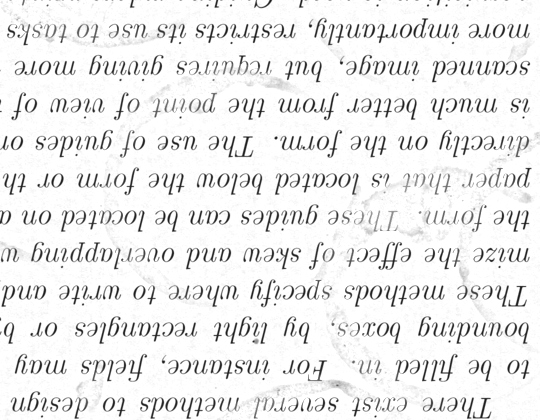 There exist several methods to design
to be filled in. For instance, fields may
bounding boxes, by light rectangles or b
These methods specify where to write and
mize the effect of skew and overlapping w
the form. These guides can be located on a
paper that is located below the form or th
directly on the form. The use of guides on
is much better from the point of view of
scanned image, but requires giving more
more importantly, restricts its use to tasks